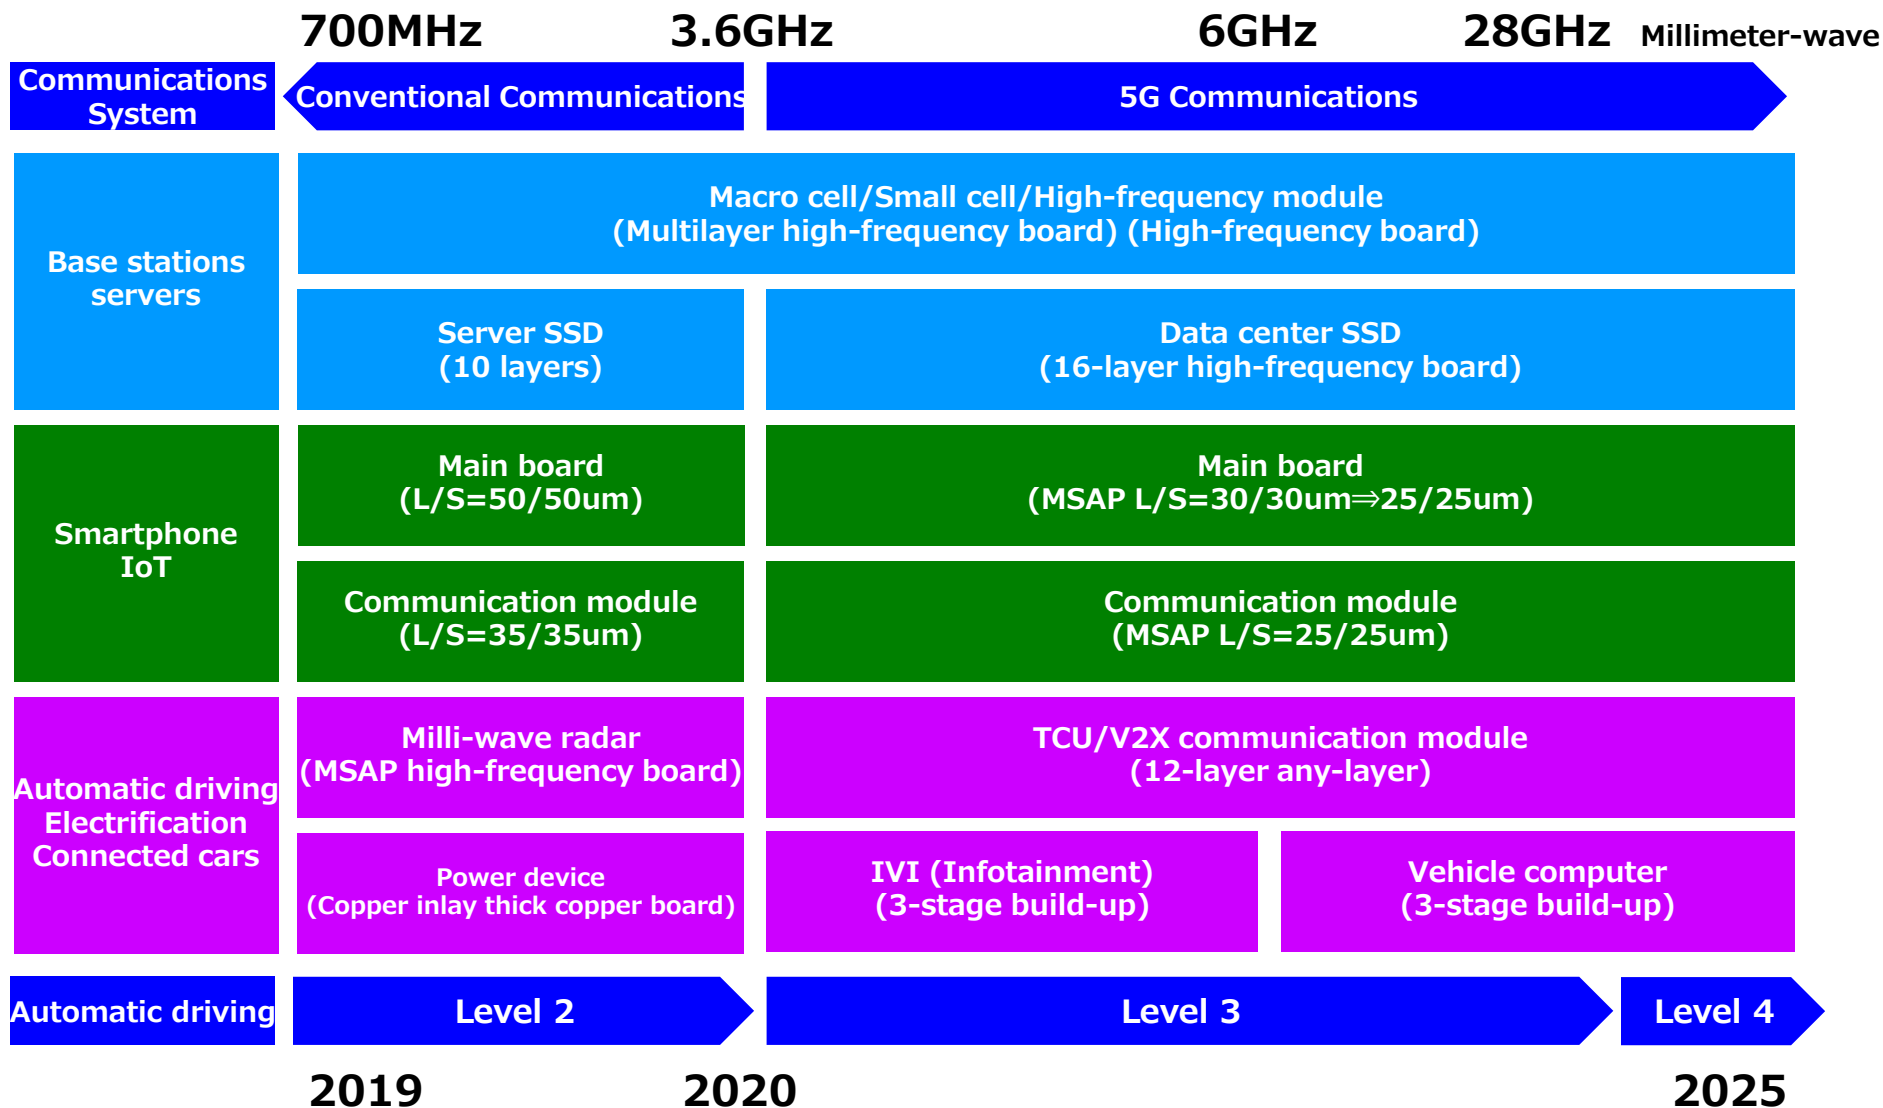 700MHz 3.6GHz 6GHz 28GHz Millimeter-wave
Communications
System
Conventional Communications
5G Communications
Base stations
servers
Macro cell/Small cell/High-frequency module
(Multilayer high-frequency board) (High-frequency board)
Server SSD
(10 layers)
Data center SSD
(16-layer high-frequency board)
Smartphone
IoT
Main board
(L/S=50/50um)
Main board
(MSAP L/S=30/30um⇒25/25um)
Communication module
(L/S=35/35um)
Communication module
(MSAP L/S=25/25um)
Automatic driving
Electrification
Connected cars
Milli-wave radar
(MSAP high-frequency board)
TCU/V2X communication module
(12-layer any-layer)
Power device
(Copper inlay thick copper board)
IVI (Infotainment)
(3-stage build-up)
Vehicle computer
(3-stage build-up)
Automatic driving
Level 2
Level 3
Level 4
2019 2020 2025